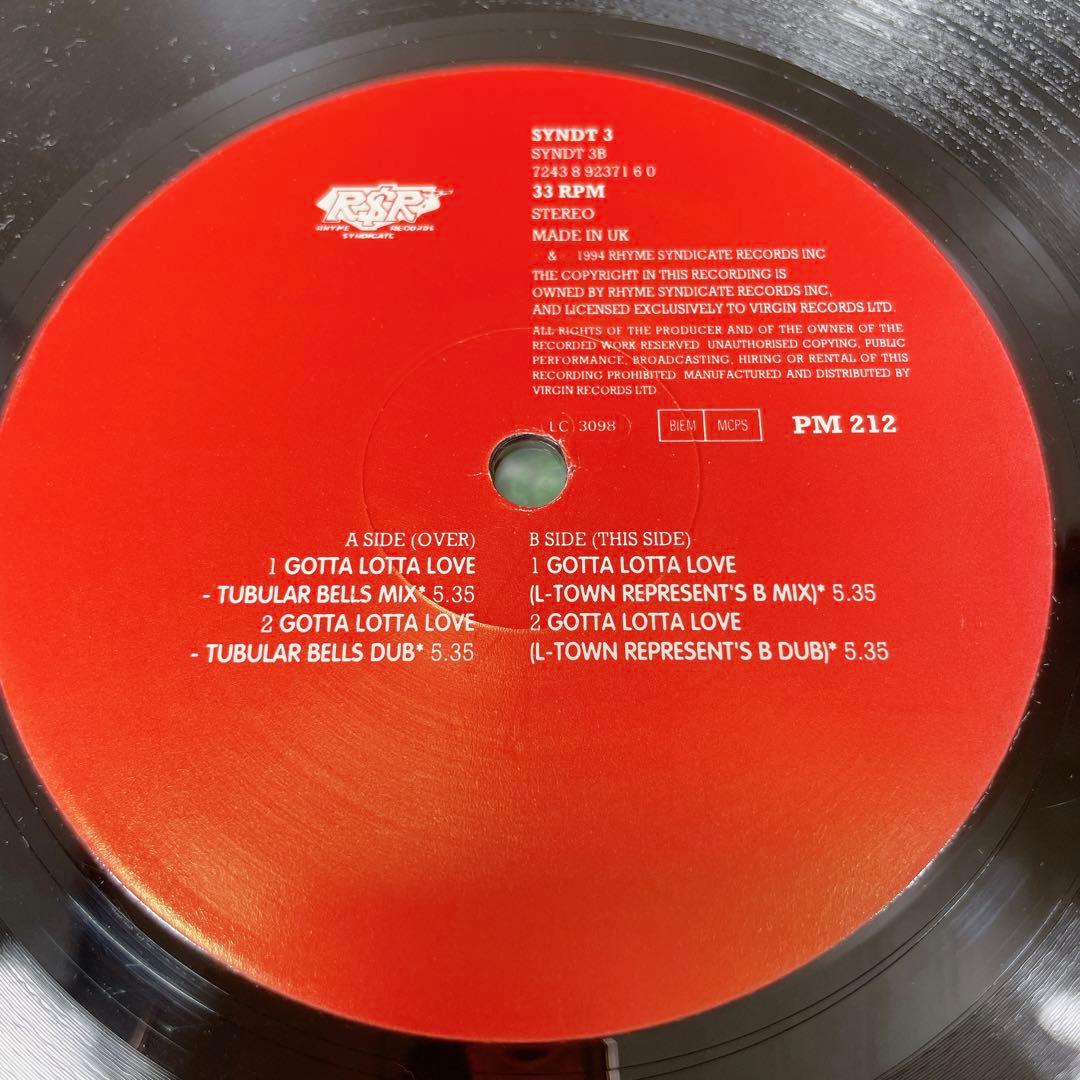 R$R
RHYME RECORDS
SYNDICATE
SYNDT 3
SYNDT 3B
7243 8 92371 6 0
33 RPM
STEREO
MADE IN UK
& 1994 RHYME SYNDICATE RECORDS INC
THE COPYRIGHT IN THIS RECORDING IS
OWNED BY RHYME SYNDICATE RECORDS INC,
AND LICENSED EXCLUSIVELY TO VIRGIN RECORDS LTD.
ALL RIGHTS OF THE PRODUCER AND OF THE OWNER OF THE
RECORDED WORK RESERVED. UNAUTHORISED COPYING, PUBLIC
PERFORMANCE, BROADCASTING, HIRING OR RENTAL OF THIS
RECORDING PROHIBITED. MANUFACTURED AND DISTRIBUTED BY
VIRGIN RECORDS LTD
LC 3098 BIEM MCPS PM 212
A SIDE (OVER)
1 GOTTA LOTTA LOVE
- TUBULAR BELLS MIX* 5.35
2 GOTTA LOTTA LOVE
- TUBULAR BELLS DUB* 5.35
B SIDE (THIS SIDE)
1 GOTTA LOTTA LOVE
(L-TOWN REPRESENT'S B MIX)* 5.35
2 GOTTA LOTTA LOVE
(L-TOWN REPRESENT'S B DUB)* 5.35